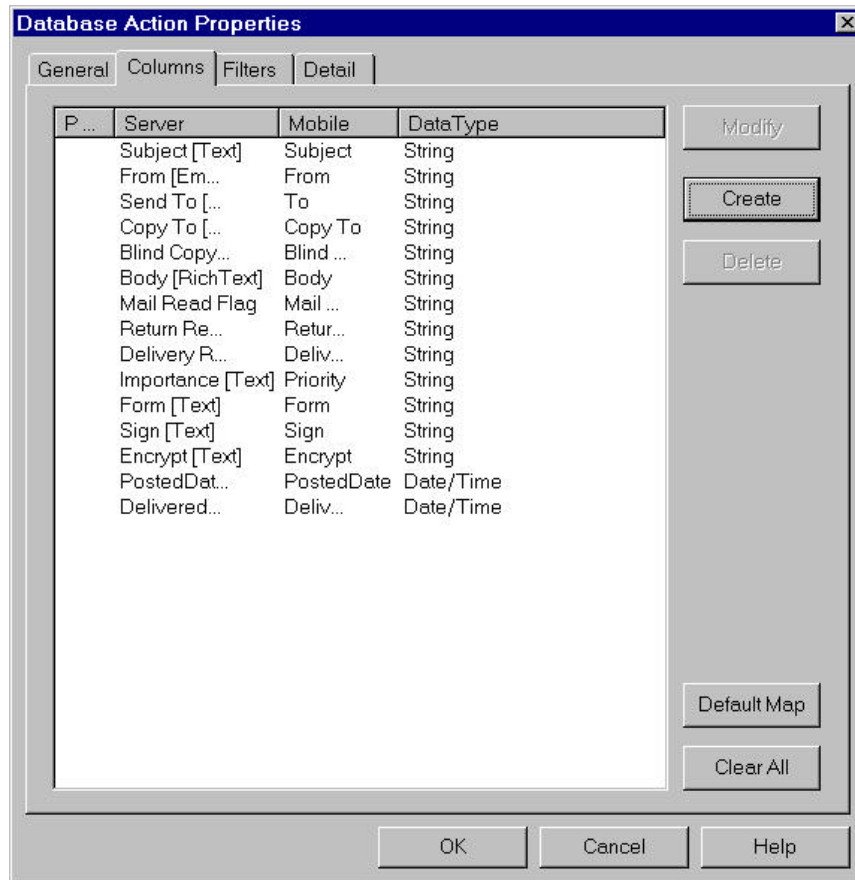 Database Action Properties
General Columns Filters Detail
P... Server Mobile DataType
Subject [Text] Subject String
From [Em... From String
Send To [... To String
Copy To [... Copy To String
Blind Copy... Blind ... String
Body [RichText] Body String
Mail Read Flag Mail ... String
Return Re... Retur... String
Delivery R... Deliv... String
Importance [Text] Priority String
Form [Text] Form String
Sign [Text] Sign String
Encrypt [Text] Encrypt String
PostedDat... PostedDate Date/Time
Delivered... Deliv... Date/Time
Modify
Create
Delete
Default Map
Clear All
OK Cancel Help